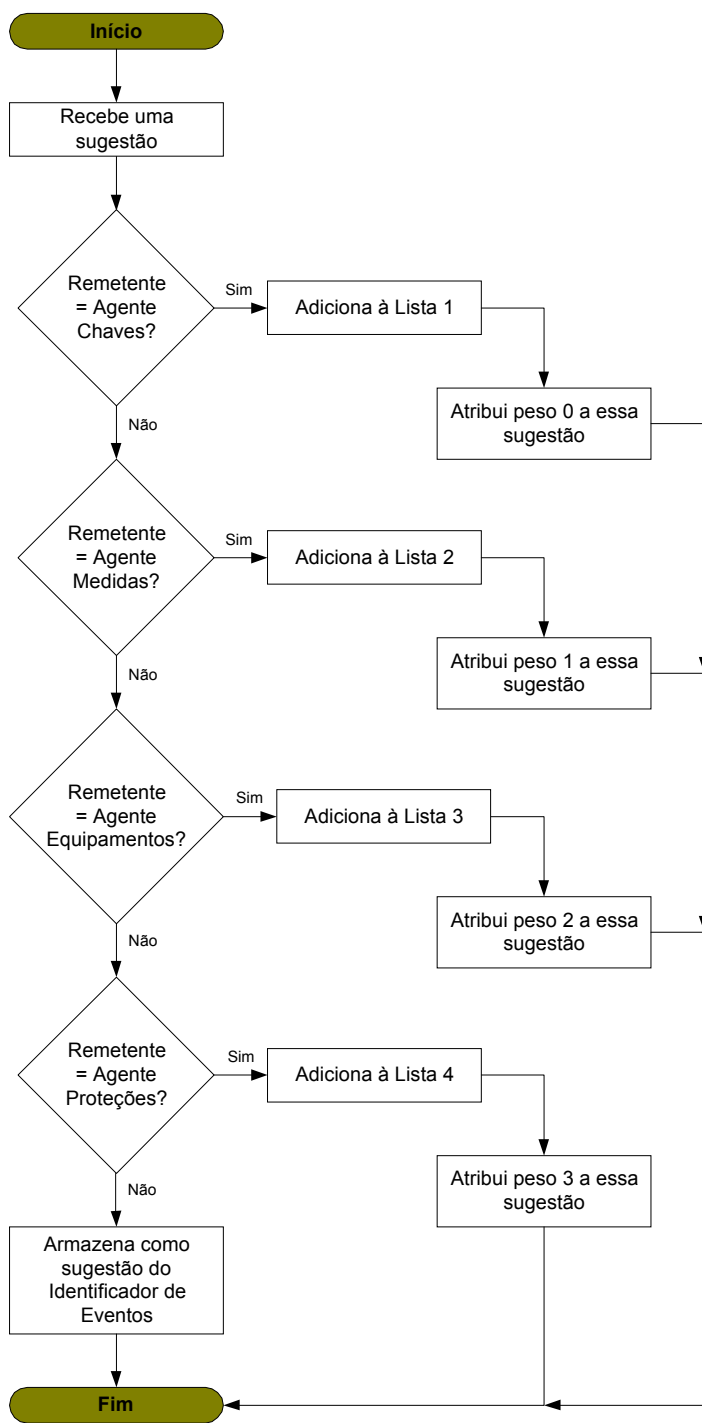 Início
Recebe uma
sugestão
Remetente
= Agente
Chaves?
Sim
Adiciona à Lista 1
Atribui peso 0 a essa
sugestão
Não
Remetente
= Agente
Medidas?
Sim
Adiciona à Lista 2
Atribui peso 1 a essa
sugestão
Não
Remetente
= Agente
Equipamentos?
Sim
Adiciona à Lista 3
Atribui peso 2 a essa
sugestão
Não
Remetente
= Agente
Proteções?
Sim
Adiciona à Lista 4
Atribui peso 3 a essa
sugestão
Não
Armazena como
sugestão do
Identificador de
Eventos
Fim